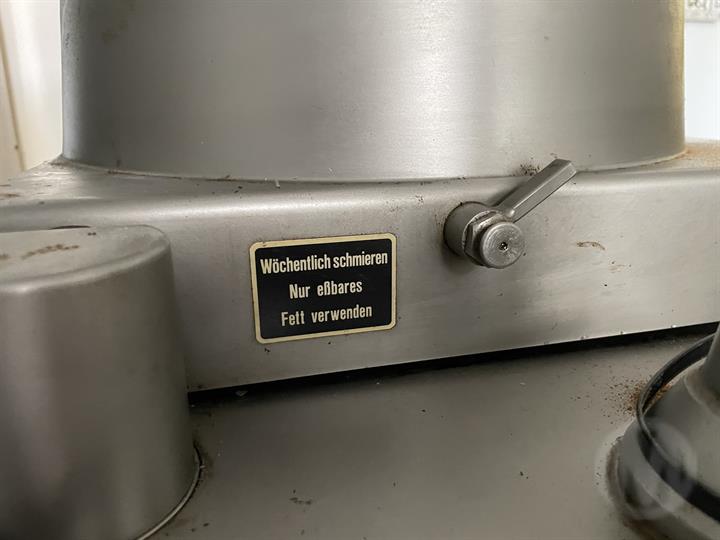 Wöchentlich schmieren
Nur eßbares
Fett verwenden